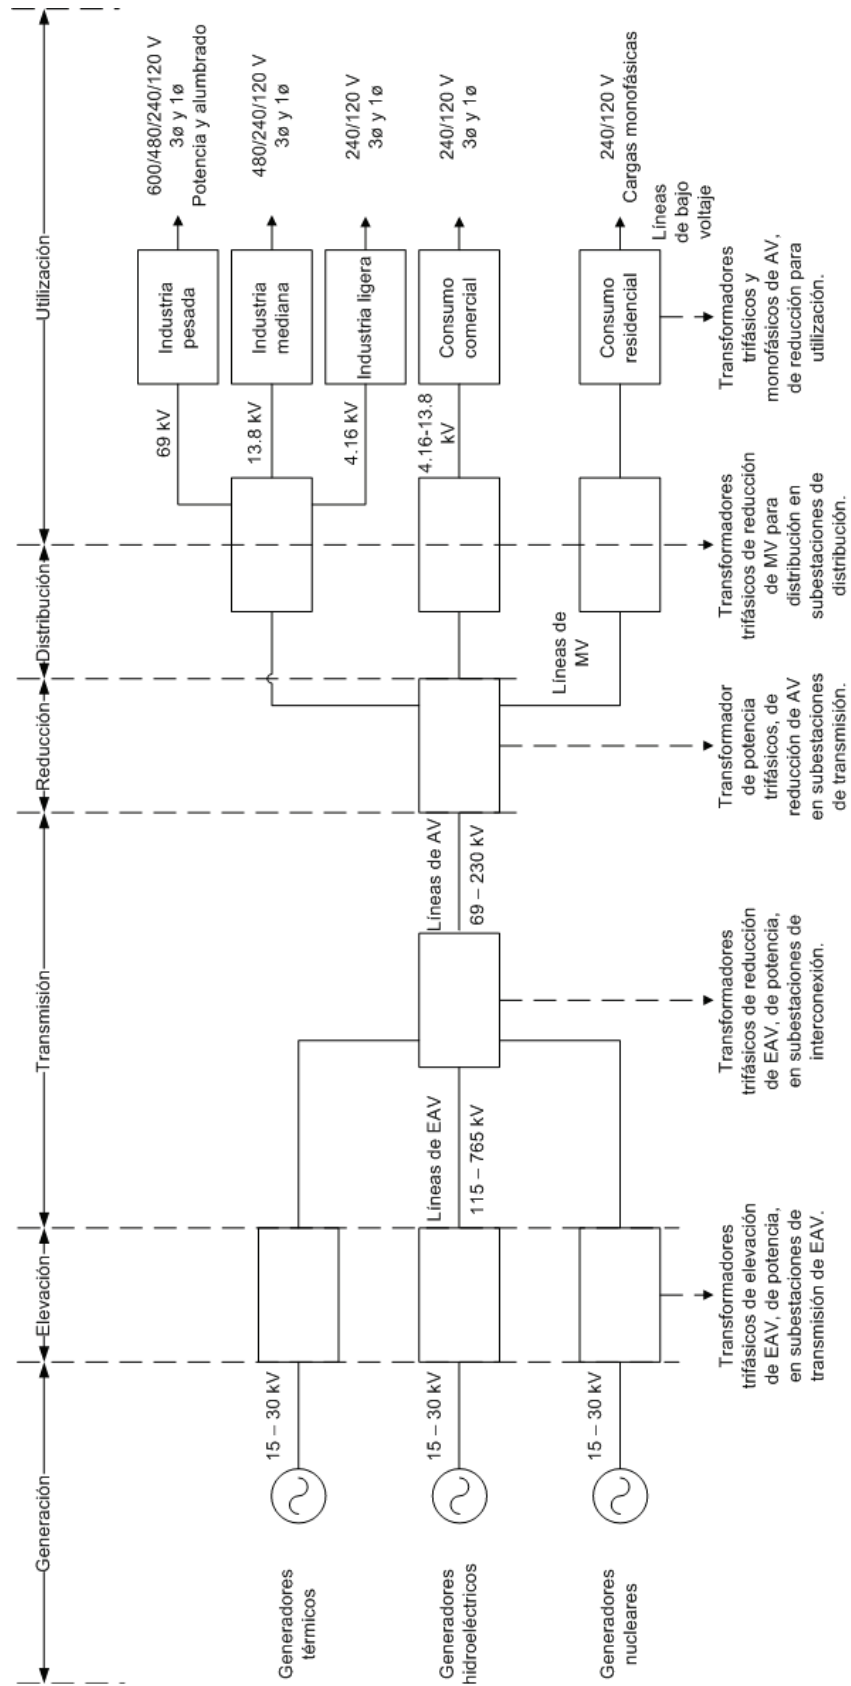 Generación
Elevación
Transmisión
Reducción
Distribución
Utilización
Generadores
térmicos
15 – 30 kV
Generadores
hidroeléctricos
15 – 30 kV
Generadores
nucleares
15 – 30 kV
Líneas de EAV
115 – 765 kV
Líneas de AV
69 – 230 kV
Líneas de
MV
69 kV
13.8 kV
4.16 kV
4.16-13.8
kV
Industria
pesada
Industria
mediana
Industria ligera
Consumo
comercial
Consumo
residencial
600/480/240/120 V
3ø y 1ø
Potencia y alumbrado
480/240/120 V
3ø y 1ø
240/120 V
3ø y 1ø
240/120 V
3ø y 1ø
240/120 V
Cargas monofásicas
Líneas
de bajo
voltaje
Transformadores
trifásicos de elevación
de EAV, de potencia,
en subestaciones de
transmisión de EAV.
Transformadores
trifásicos de reducción
de EAV, de potencia,
en subestaciones de
interconexión.
Transformador
de potencia
trifásicos, de
reducción de AV
en subestaciones
de transmisión.
Transformadores
trifásicos de reducción
de MV para
distribución en
subestaciones de
distribución.
Transformadores
trifásicos y
monofásicos de AV,
de reducción para
utilización.